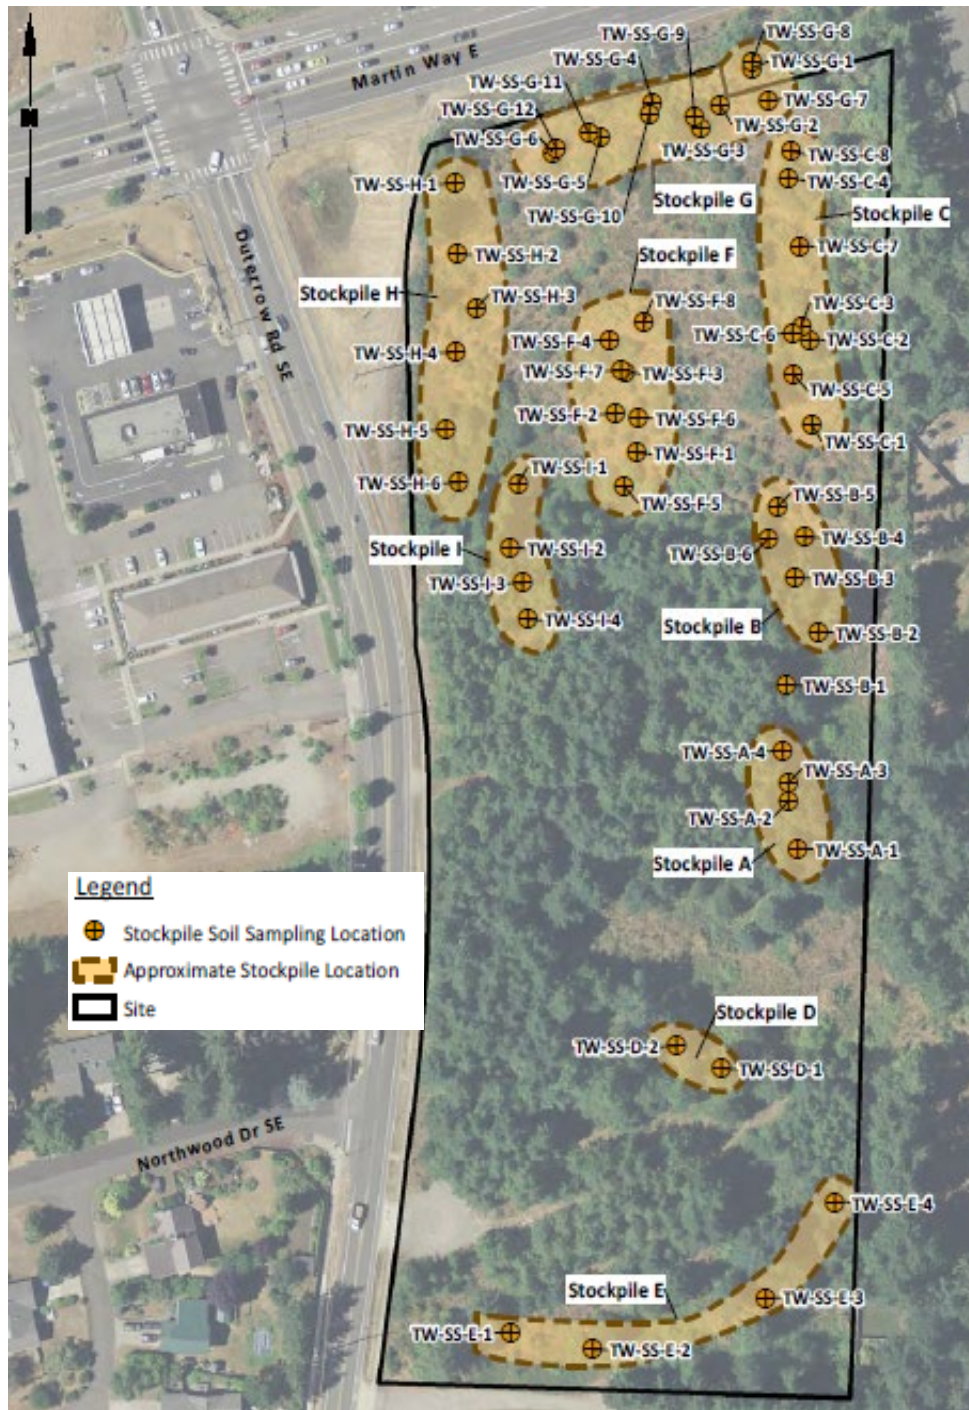 N
Martin Way E
Duterrow Rd SE
Northwood Dr SE
TW-SS-G-9
TW-SS-G-8
TW-SS-G-4
TW-SS-G-1
TW-SS-G-11
TW-SS-G-7
TW-SS-G-12
TW-SS-G-2
TW-SS-G-6
TW-SS-G-3
TW-SS-C-8
TW-SS-G-5
TW-SS-C-4
TW-SS-H-1
Stockpile G
TW-SS-G-10
Stockpile C
TW-SS-H-2
Stockpile F
TW-SS-C-7
Stockpile H
TW-SS-H-3
TW-SS-F-8
TW-SS-C-3
TW-SS-F-4
TW-SS-C-6
TW-SS-C-2
TW-SS-H-4
TW-SS-F-7
TW-SS-F-3
TW-SS-C-5
TW-SS-F-2
TW-SS-F-6
TW-SS-H-5
TW-SS-C-1
TW-SS-F-1
TW-SS-I-1
TW-SS-H-6
TW-SS-F-5
TW-SS-B-5
TW-SS-B-4
Stockpile I
TW-SS-I-2
TW-SS-B-6
TW-SS-I-3
TW-SS-B-3
TW-SS-I-4
Stockpile B
TW-SS-B-2
TW-SS-B-1
TW-SS-A-4
TW-SS-A-3
TW-SS-A-2
TW-SS-A-1
Stockpile A
Legend
Stockpile Soil Sampling Location
Approximate Stockpile Location
Site
Stockpile D
TW-SS-D-2
TW-SS-D-1
TW-SS-E-4
Stockpile E
TW-SS-E-3
TW-SS-E-1
TW-SS-E-2